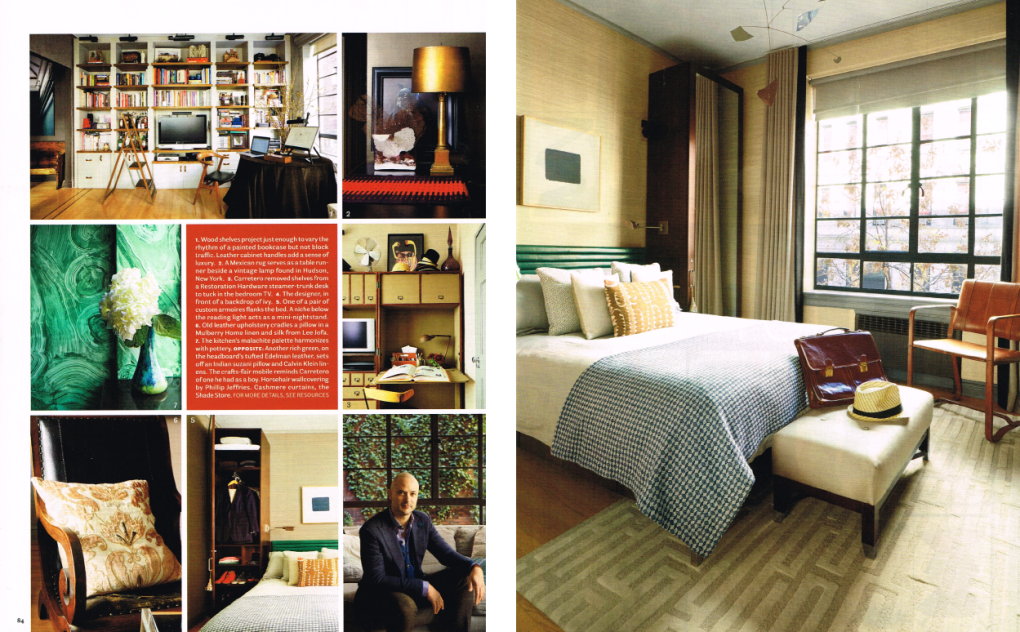 1
2
1. Wood shelves project just enough to vary the
rhythm of a painted bookcase but not block
traffic. Leather cabinet handles add a sense of
luxury. 2. A Mexican rug serves as a table run-
ner beside a vintage lamp found in Hudson,
New York. 3. Carretero removed shelves from
a Restoration Hardware steamer-trunk desk
to tuck in the bedroom TV. 4. The designer, in
front of a backdrop of ivy. 5. One of a pair of
custom armoires flanks the bed. A niche below
the reading light acts as a mini-nightstand.
6. Old leather upholstery cradles a pillow in a
Mulberry Home linen and silk from Lee Jofa.
7. The kitchen's malachite palette harmonizes
with pottery. OPPOSITE: Another rich green, on
the headboard's tufted Edelman leather, sets
off an Indian suzani pillow and Calvin Klein lin-
ens. The crafts-fair mobile reminds Carretero
of one he had as a boy. Horsehair wallcovering
by Phillip Jeffries. Cashmere curtains, the
Shade Store. FOR MORE DETAILS, SEE RESOURCES
7
3
6
5
84